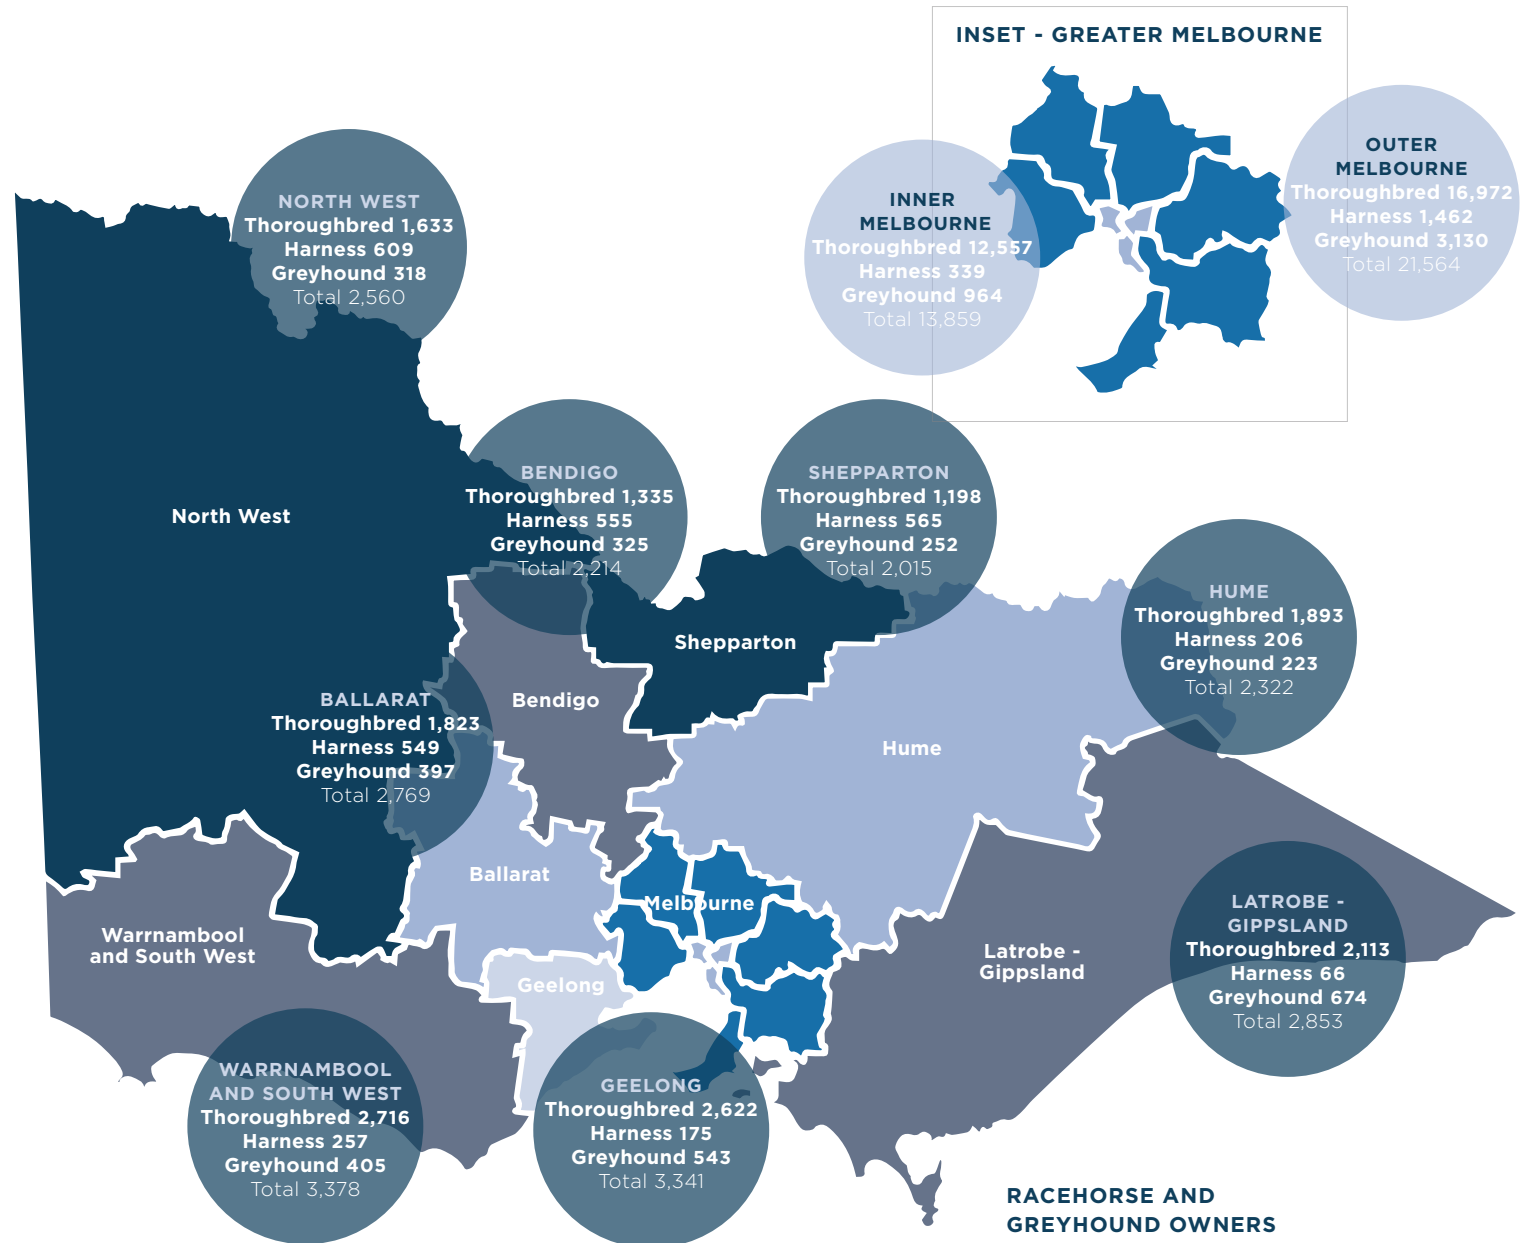 INSET - GREATER MELBOURNE
OUTER
MELBOURNE
Thoroughbred 16,972
Harness 1,462
Greyhound 3,130
Total 21,564
INNER
MELBOURNE
Thoroughbred 12,557
Harness 339
Greyhound 964
Total 13,859
NORTH WEST
Thoroughbred 1,633
Harness 609
Greyhound 318
Total 2,560
BENDIGO
Thoroughbred 1,335
Harness 555
Greyhound 325
Total 2,214
SHEPPARTON
Thoroughbred 1,198
Harness 565
Greyhound 252
Total 2,015
North West
HUME
Thoroughbred 1,893
Harness 206
Greyhound 223
Total 2,322
Shepparton
BALLARAT
Thoroughbred 1,823
Harness 549
Greyhound 397
Total 2,769
Bendigo
Hume
Ballarat
Melbourne
Warrnambool
and South West
Geelong
Latrobe -
Gippsland
LATROBE -
GIPPSLAND
Thoroughbred 2,113
Harness 66
Greyhound 674
Total 2,853
WARRNAMBOOL
AND SOUTH WEST
Thoroughbred 2,716
Harness 257
Greyhound 405
Total 3,378
GEELONG
Thoroughbred 2,622
Harness 175
Greyhound 543
Total 3,341
RACEHORSE AND
GREYHOUND OWNERS